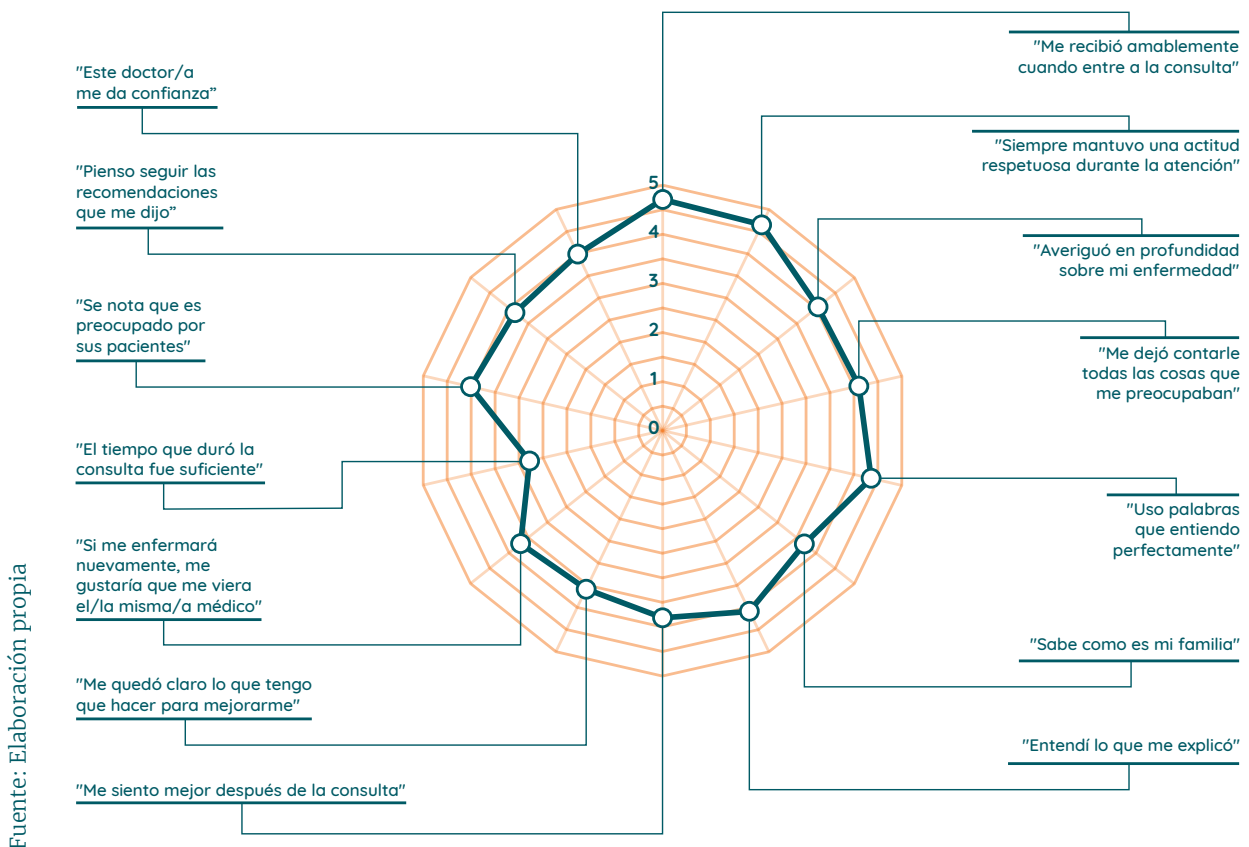 "Este doctor/a
me da confianza”
"Pienso seguir las
recomendaciones
que me dijo”
"Se nota que es
preocupado por
sus pacientes"
"El tiempo que duró la
consulta fue suficiente"
"Si me enfermará
nuevamente, me
gustaría que me viera
el/la misma/a médico"
"Me quedó claro lo que tengo
que hacer para mejorarme"
"Me siento mejor después de la consulta"
5
4
3
2
1
0
"Me recibió amablemente
cuando entre a la consulta"
"Siempre mantuvo una actitud
respetuosa durante la atención"
"Averiguó en profundidad
sobre mi enfermedad"
"Me dejó contarle
todas las cosas que
me preocupaban"
"Uso palabras
que entiendo
perfectamente"
"Sabe como es mi familia"
"Entendí lo que me explicó"
Fuente: Elaboración propia